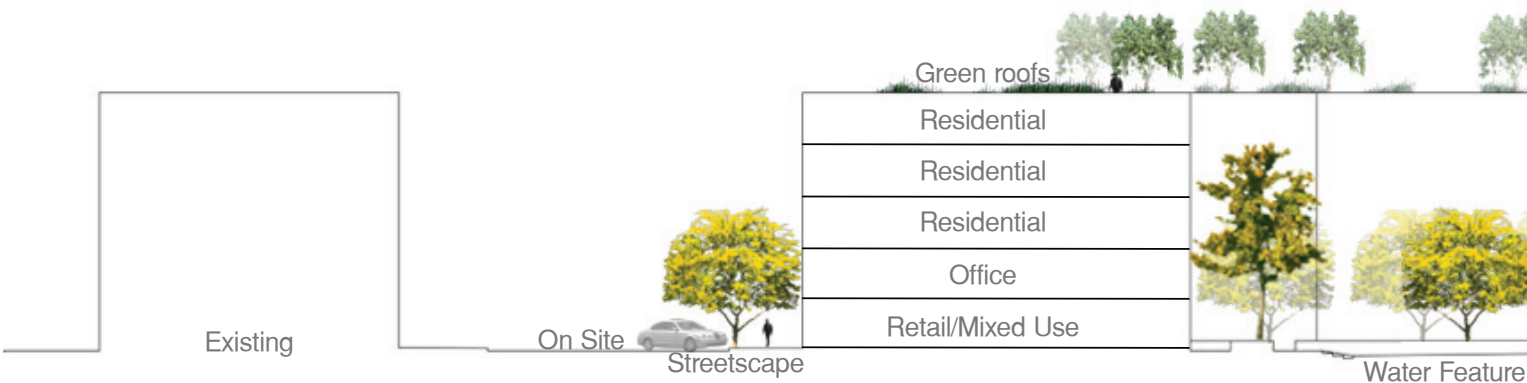 Green roofs
Residential
Residential
Residential
Office
Retail/Mixed Use
Existing
On Site
Streetscape
Water Feature